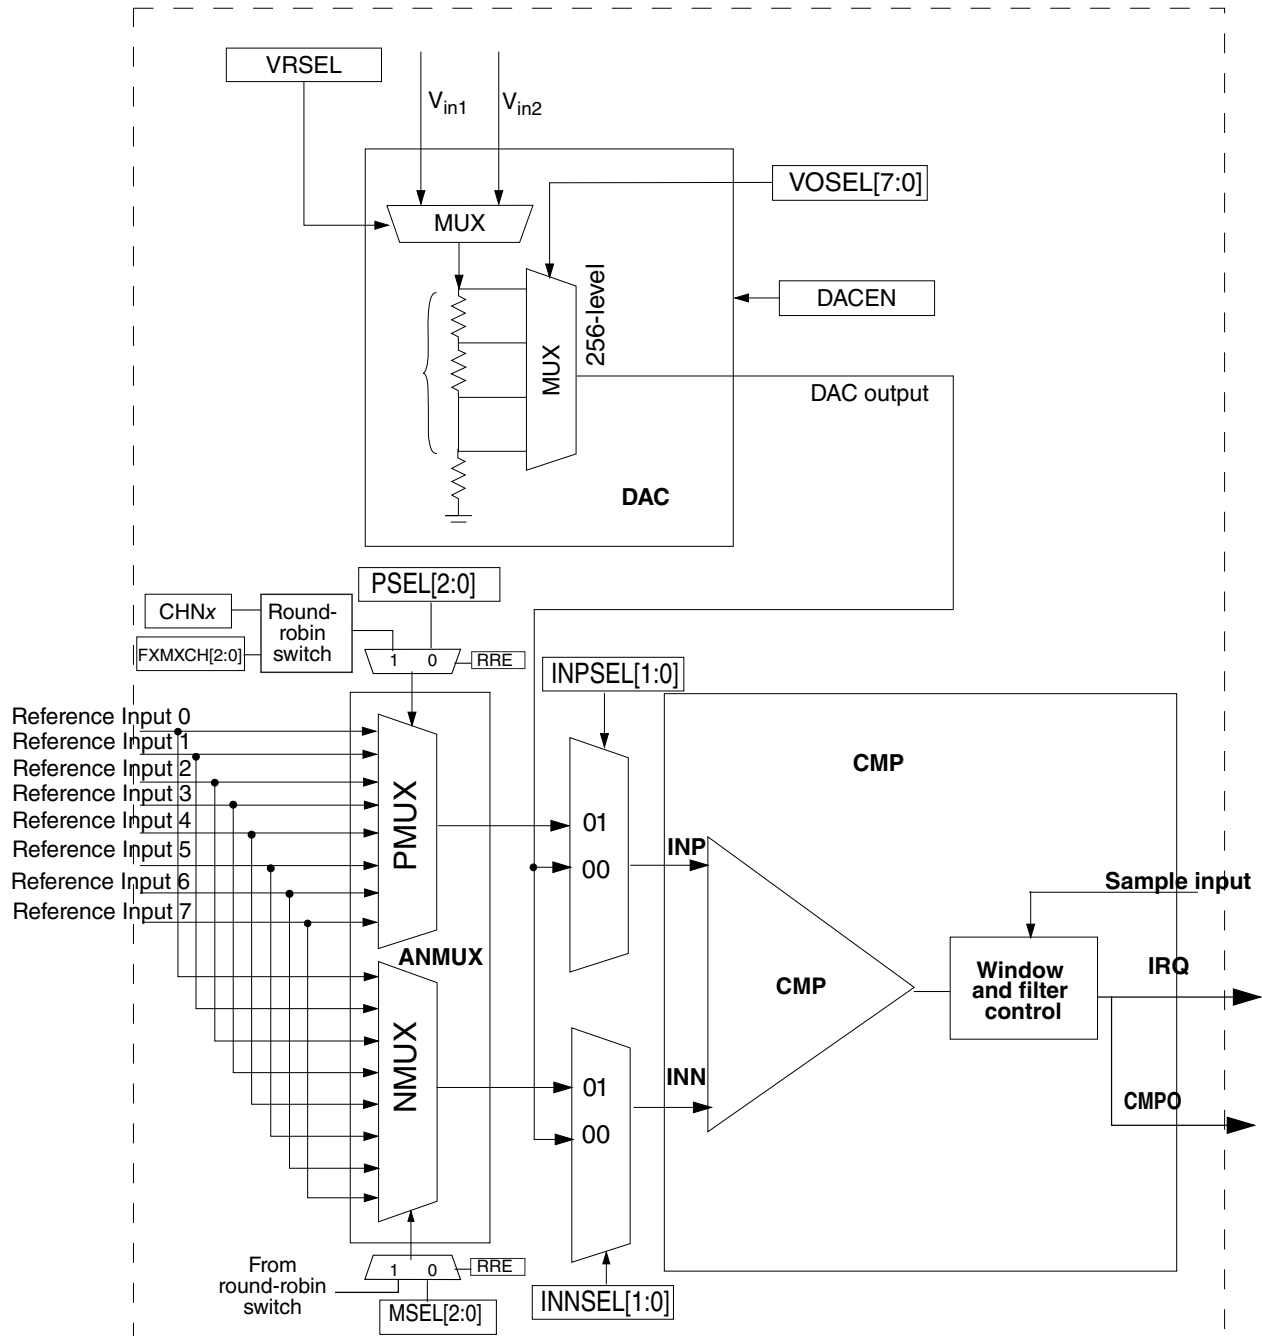 VRSEL
Vin1
Vin2
VOSEL[7:0]
MUX
256-level
MUX
DACEN
DAC output
DAC
PSEL[2:0]
CHNx
Round-
robin
switch
FXMXCH[2:0]
1 0
RRE
INPSEL[1:0]
Reference Input 0
Reference Input 1
Reference Input 2
Reference Input 3
Reference Input 4
Reference Input 5
Reference Input 6
Reference Input 7
PMUX
ANMUX
NMUX
01
00
CMP
INP
CMP
INN
Sample input
Window
and filter
control
IRQ
CMPO
01
00
From
round-robin
switch
1 0
RRE
MSEL[2:0]
INNSEL[1:0]